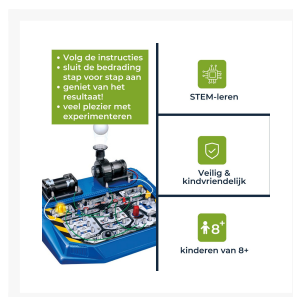 • Volg de instructies
• sluit de bedrading
stap voor stap aan
• geniet van het
resultaat!
• veel plezier met
experimenteren
STEM-leren
Veilig &
kindvriendelijk
8+
kinderen van 8+